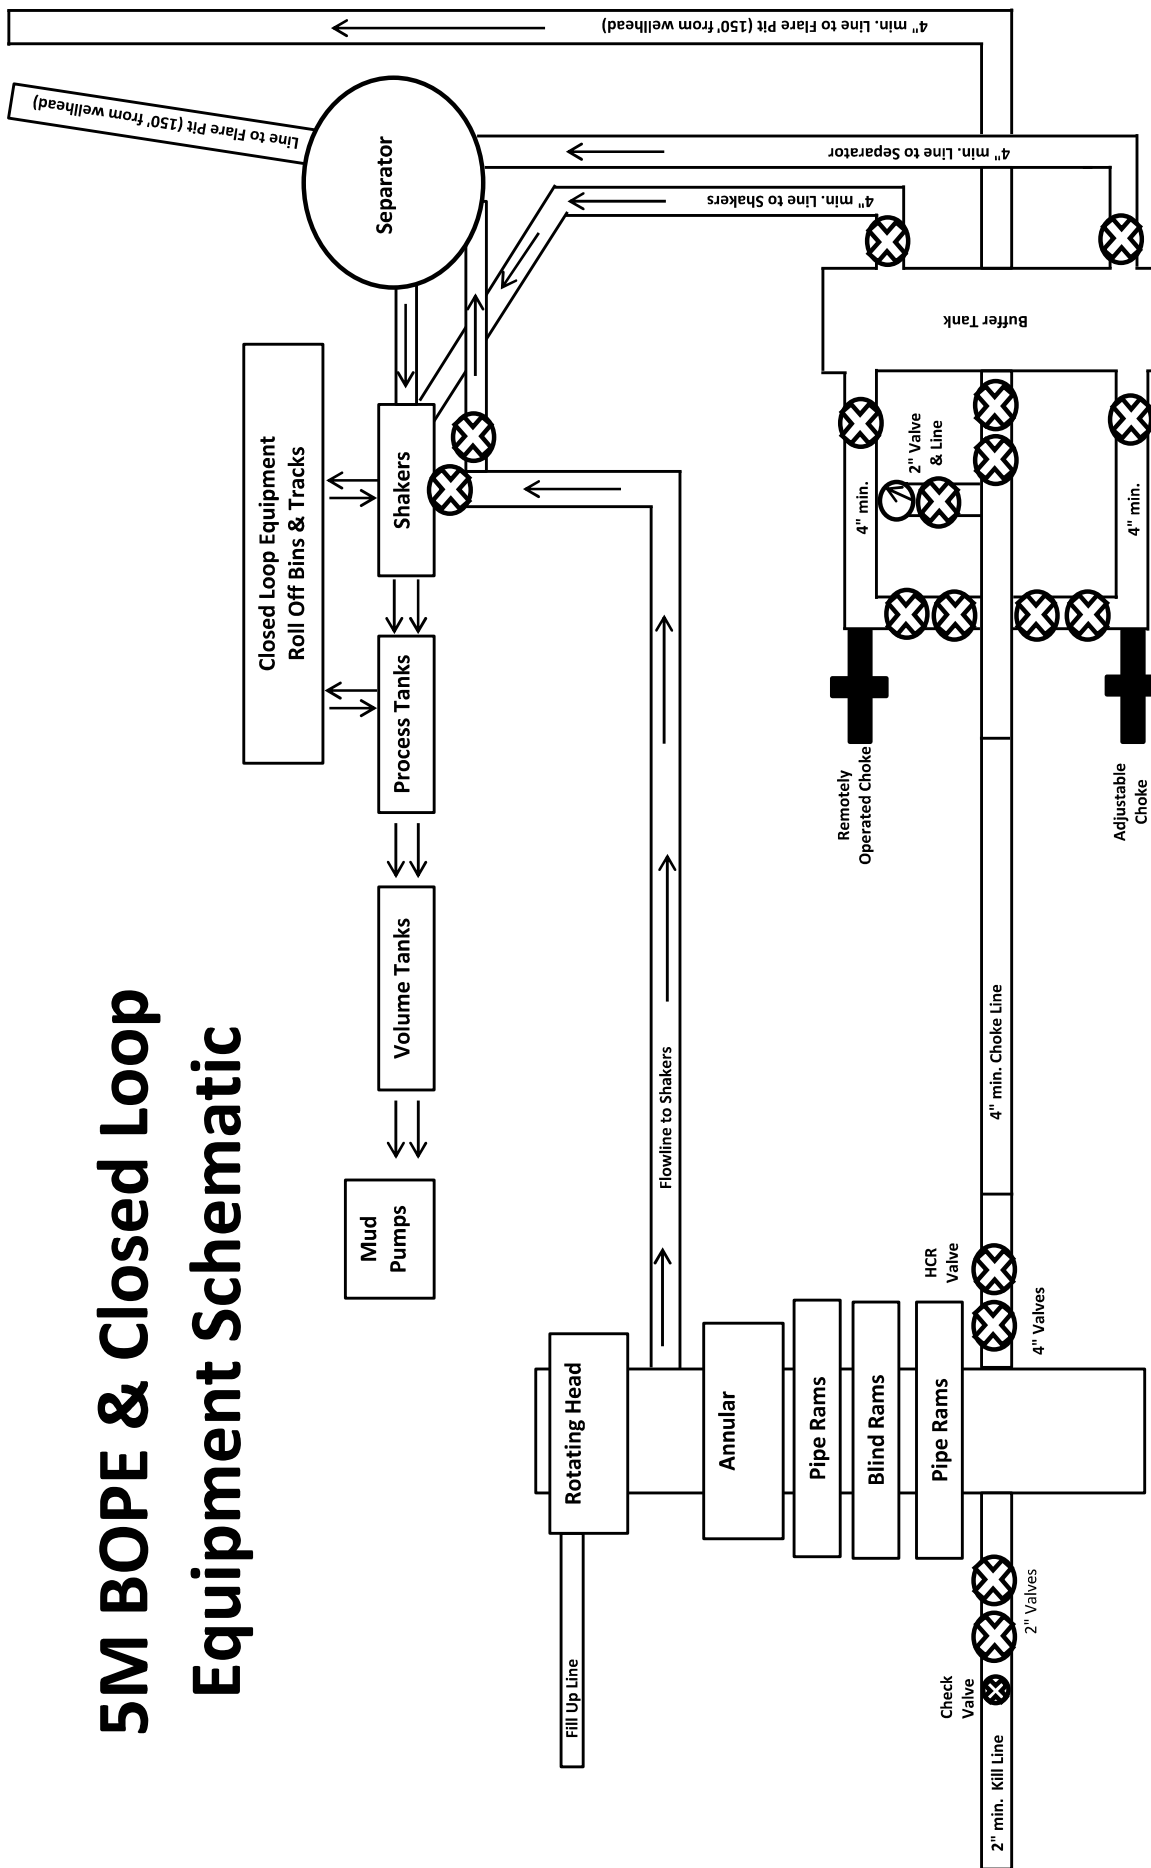 5M BOPE & Closed Loop
Equipment Schematic
Mud
Pumps
Volume Tanks
Process Tanks
Shakers
Closed Loop Equipment
Roll Off Bins & Tracks
Separator
Line to Flare Pit (150' from wellhead)
4" min. Line to Flare Pit (150' from wellhead)
4" min. Line to Separator
4" min. Line to Shakers
Fill Up Line
Rotating Head
Flowline to Shakers
Annular
Pipe Rams
Blind Rams
Pipe Rams
Check
Valve
2" min. Kill Line
2" Valves
HCR
Valve
4" Valves
4" min. Choke Line
Remotely
Operated Choke
Adjustable
Choke
4" min.
2" Valve
& Line
4" min.
Buffer Tank